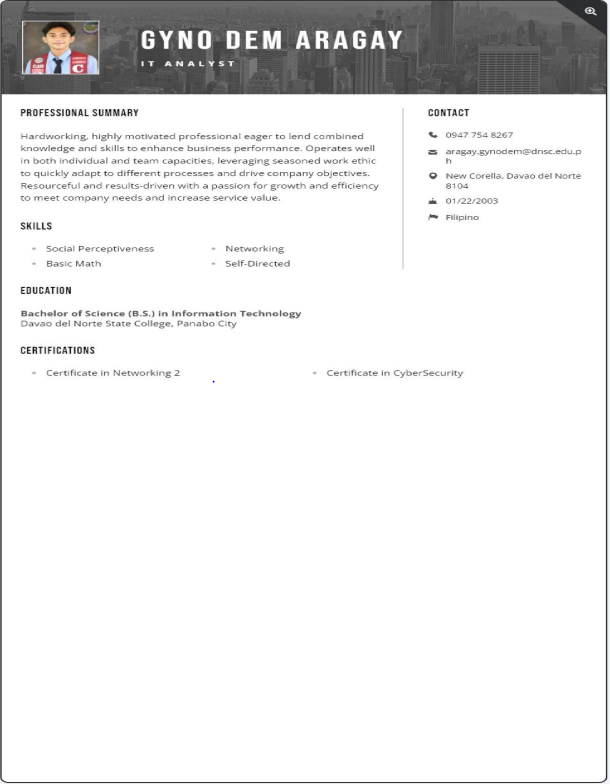 GYNO DEM ARAGAY
IT ANALYST
PROFESSIONAL SUMMARY
Hardworking, highly motivated professional eager to lend combined
knowledge and skills to enhance business performance. Operates well
in both individual and team capacities, leveraging seasoned work ethic
to quickly adapt to different processes and drive company objectives.
Resourceful and results-driven with a passion for growth and efficiency
to meet company needs and increase service value.
SKILLS
Social Perceptiveness
Networking
Basic Math
Self-Directed
CONTACT
0947 754 8267
aragay.gynodem@dnsc.edu.p
h
New Corella, Davao del Norte
8104
01/22/2003
Filipino
EDUCATION
Bachelor of Science (B.S.) in Information Technology
Davao del Norte State College, Panabo City
CERTIFICATIONS
Certificate in Networking 2
Certificate in CyberSecurity